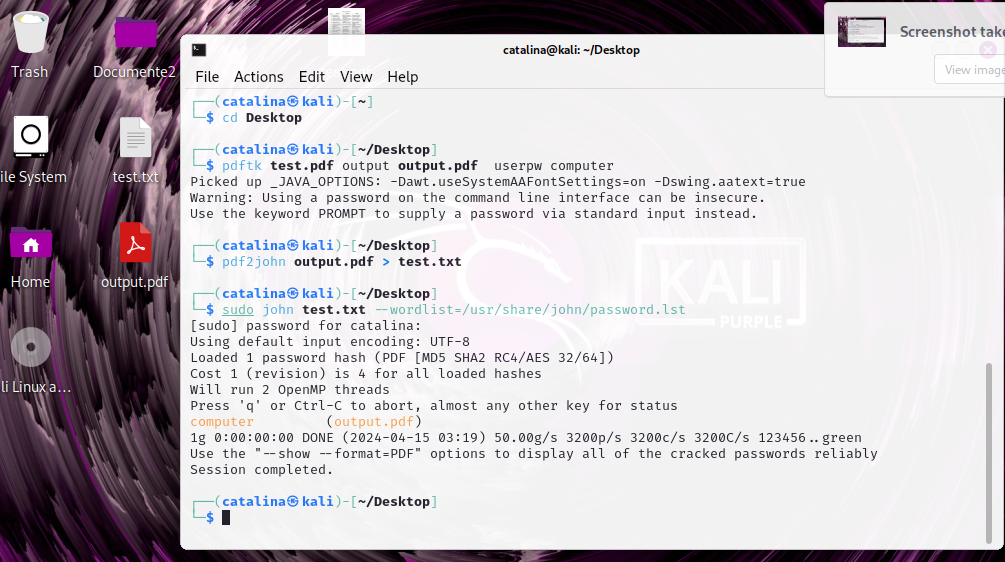 Trash
Documente2
ile System
test.txt
Home
output.pdf
li Linux a...
Screenshot take
View image
catalina@kali: ~/Desktop
File Actions Edit View Help
┌──(catalina㉿kali)-[~]
└─$ cd Desktop
┌──(catalina㉿kali)-[~/Desktop]
└─$ pdftk test.pdf output output.pdf  userpw computer
Picked up _JAVA_OPTIONS: -Dawt.useSystemAAFontSettings=on -Dswing.aatext=true
Warning: Using a password on the command line interface can be insecure.
Use the keyword PROMPT to supply a password via standard input instead.
┌──(catalina㉿kali)-[~/Desktop]
└─$ pdf2john output.pdf > test.txt
┌──(catalina㉿kali)-[~/Desktop]
└─$ sudo john test.txt --wordlist=/usr/share/john/password.lst
[sudo] password for catalina:
Using default input encoding: UTF-8
Loaded 1 password hash (PDF [MD5 SHA2 RC4/AES 32/64])
Cost 1 (revision) is 4 for all loaded hashes
Will run 2 OpenMP threads
Press 'q' or Ctrl-C to abort, almost any other key for status
computer         (output.pdf)
1g 0:00:00:00 DONE (2024-04-15 03:19) 50.00g/s 3200p/s 3200c/s 3200C/s 123456..green
Use the "--show --format=PDF" options to display all of the cracked passwords reliably
Session completed.
┌──(catalina㉿kali)-[~/Desktop]
└─$
KALI
PURPLE